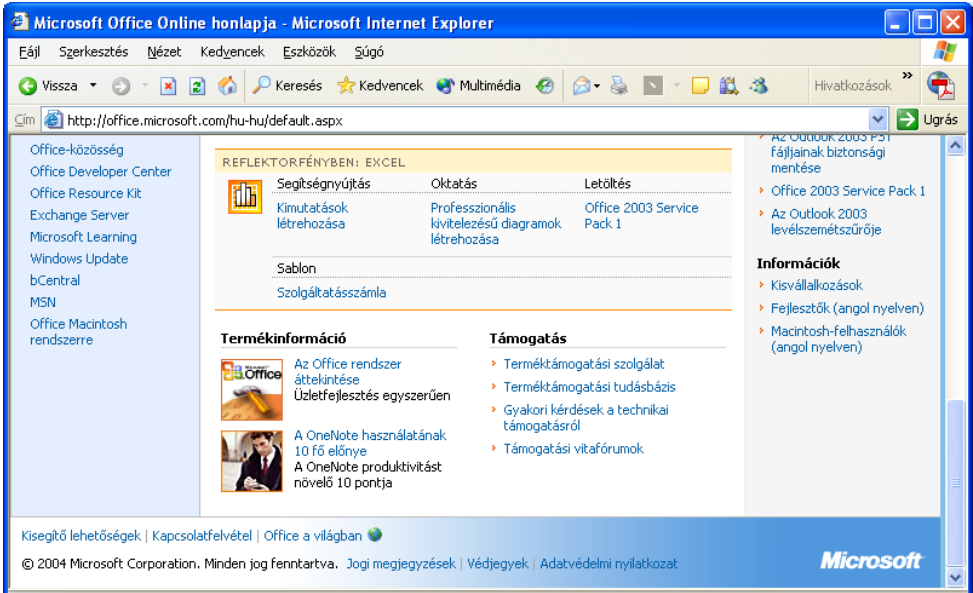 Microsoft Office Online honlapja - Microsoft Internet Explorer
Fájl Szerkesztés Nézet Kedvencek Eszközök Súgó
Vissza Keresés Kedvencek Multimédia Hivatkozások »
Cím http://office.microsoft.com/hu-hu/default.aspx Ugrás
Office-közösség
Office Developer Center
Office Resource Kit
Exchange Server
Microsoft Learning
Windows Update
bCentral
MSN
Office Macintosh
rendszerre
REFLEKTORFÉNYBEN: EXCEL
Segítségnyújtás
Kimutatások
létrehozása
Oktatás
Professzionális
kivitelezésű diagramok
létrehozása
Letöltés
Office 2003 Service
Pack 1
Sablon
Szolgáltatásszámla
Termékinformáció
Microsoft
Office
Az Office rendszer
áttekintése
Üzletfejlesztés egyszerűen
A OneNote használatának
10 fő előnye
A OneNote produktivitást
növelő 10 pontja
Támogatás
Terméktámogatási szolgálat
Terméktámogatási tudásbázis
Gyakori kérdések a technikai
támogatásról
Támogatási vitafórumok
Az Outlook 2003 PST
fájljainak biztonsági
mentése
Office 2003 Service Pack 1
Az Outlook 2003
levélszemétszűrője
Információk
Kisvállalkozások
Fejlesztők (angol nyelven)
Macintosh-felhasználók
(angol nyelven)
Kisegítő lehetőségek | Kapcsolatfelvétel | Office a világban
© 2004 Microsoft Corporation. Minden jog fenntartva. Jogi megjegyzések | Védjegyek | Adatvédelmi nyilatkozat
Microsoft